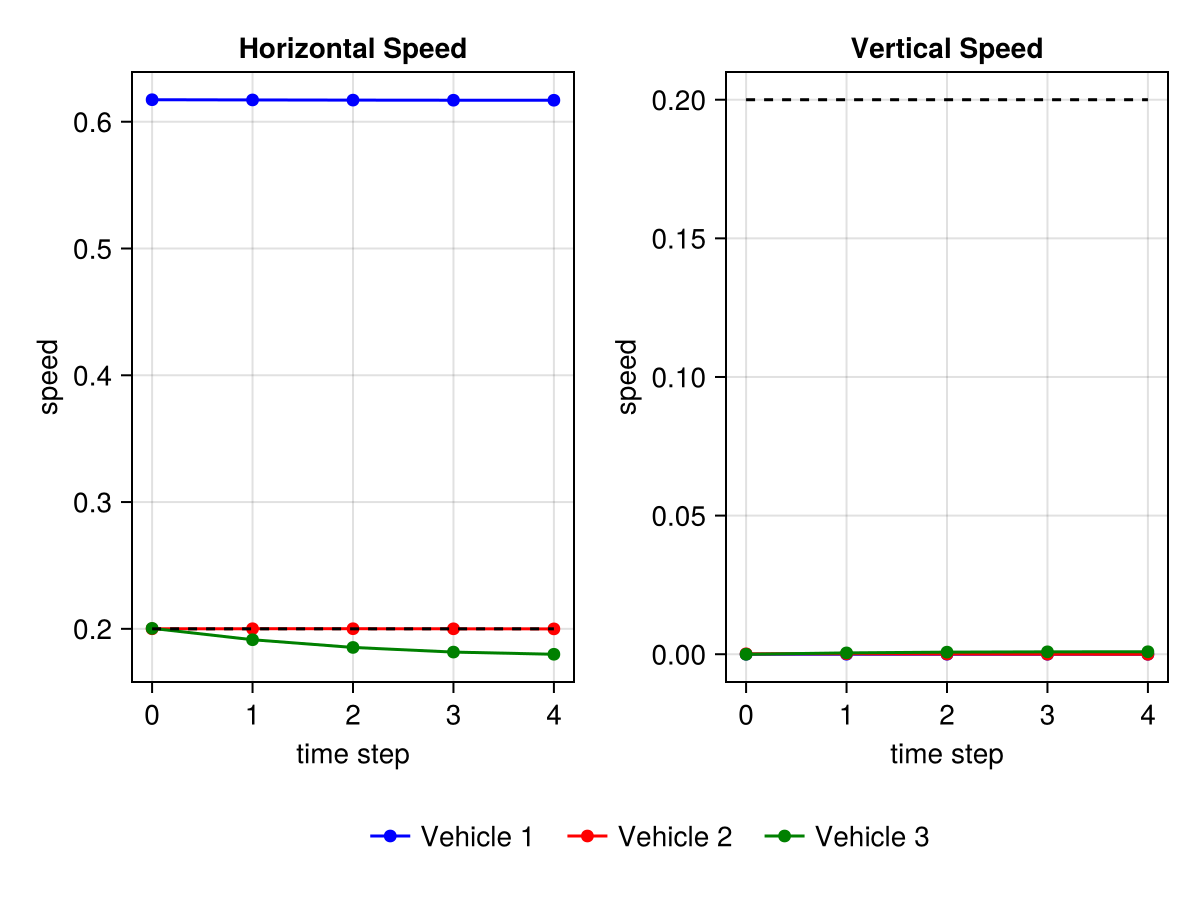 Horizontal Speed
0.6
0.5
0.4
0.3
0.2
speed
0 1 2 3 4
time step
Vertical Speed
0.20
0.15
0.10
0.05
0.00
speed
0 1 2 3 4
time step
Vehicle 1 Vehicle 2 Vehicle 3